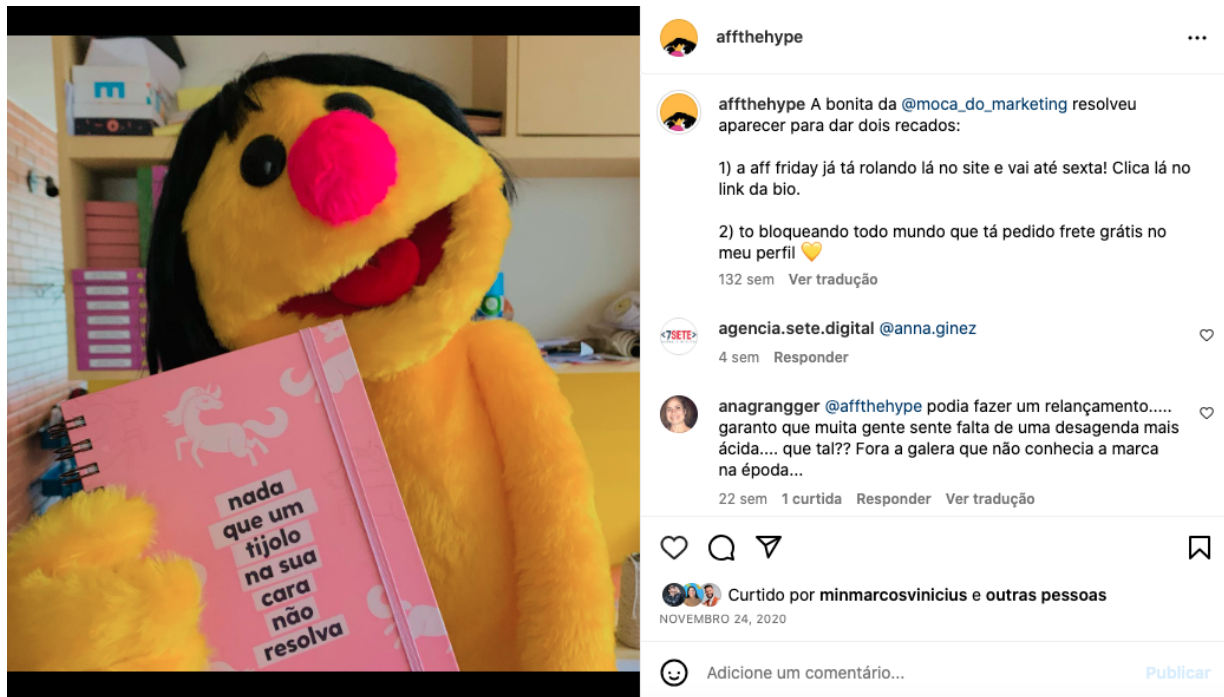 nada
que um
tijolo
na sua
cara
não
resolva
affthehype
affthehype A bonita da @moca_do_marketing resolveu
aparecer para dar dois recados:
1) a aff friday já tá rolando lá no site e vai até sexta! Clica lá no
link da bio.
2) to bloqueando todo mundo que tá pedido frete grátis no
meu perfil 💛
132 sem Ver tradução
<7SETE>
agencia.sete.digital @anna.ginez
4 sem Responder
anagrangger @affthehype podia fazer um relançamento.....
garanto que muita gente sente falta de uma desagenda mais
ácida.... que tal?? Fora a galera que não conhecia a marca
na époda...
22 sem 1 curtida Responder Ver tradução
Curtido por minmarcosvinicius e outras pessoas
NOVEMBRO 24, 2020
Adicione um comentário...
Publicar